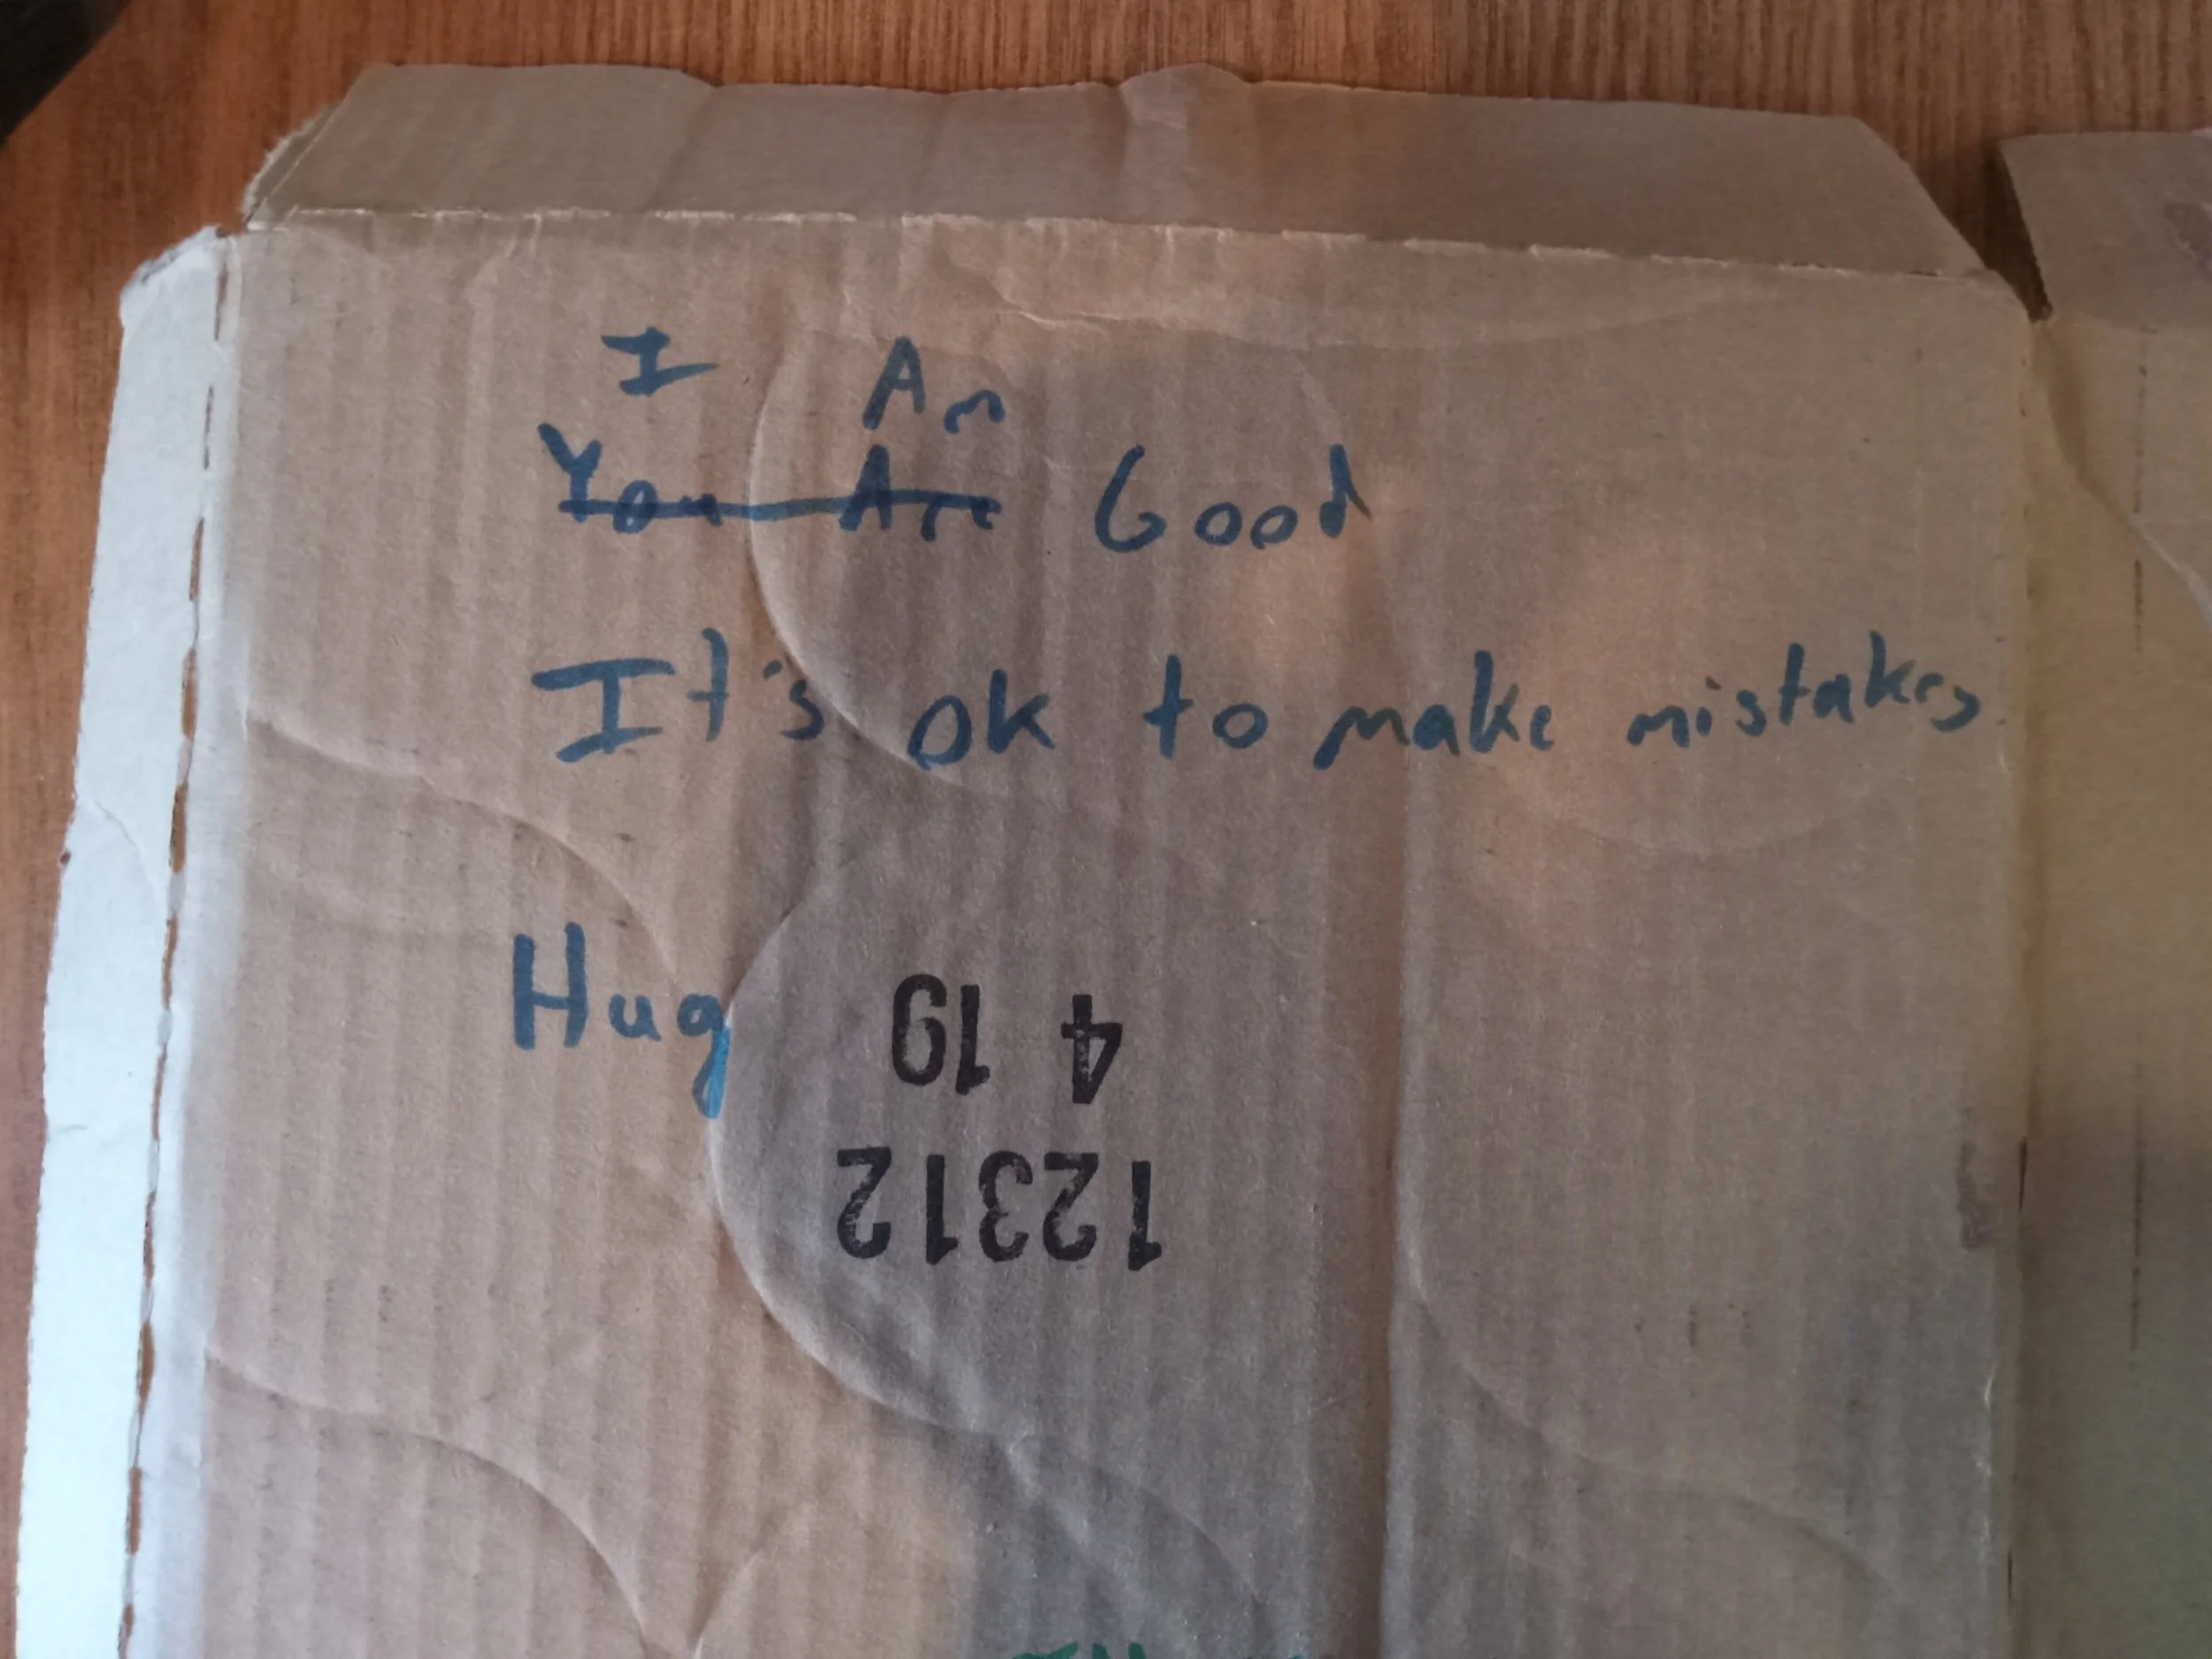 I Am
You Are Good
It's ok to make mistakes
Hug
4 19
12312